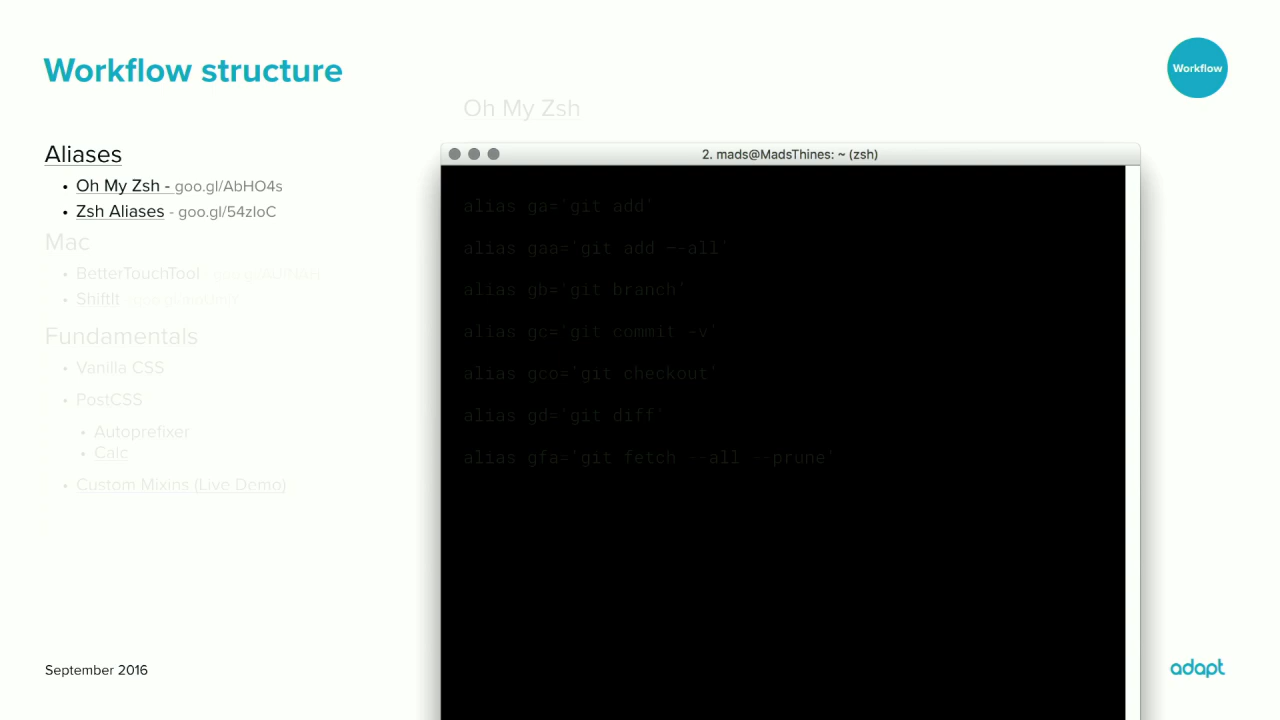 Workflow structure
Workflow
Oh My Zsh
Aliases
• Oh My Zsh - goo.gl/AbHO4s
• Zsh Aliases - goo.gl/54zIoC
Mac
• BetterTouchTool
• ShiftIt
Fundamentals
• Vanilla CSS
• PostCSS
• Autoprefixer
• Calc
• Custom Mixins (Live Demo)
2. mads@MadsThines: ~ (zsh)
alias ga='git add'
alias gaa='git add --all'
alias gb='git branch'
alias gc='git commit -v'
alias gco='git checkout'
alias gd='git diff'
alias gfa='git fetch --all --prune'
September 2016
adapt